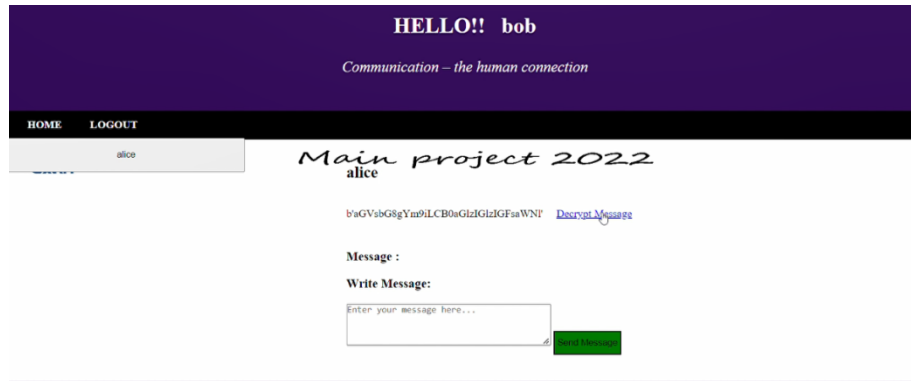 HELLO!! bob
Communication – the human connection
HOME LOGOUT
alice
Main project 2022
alice
b'aGVsbG8gYm9iLCB0aGlzIGlzIGFsaWNl' Decrypt Message
Message :
Write Message:
Enter your message here...
Send Message